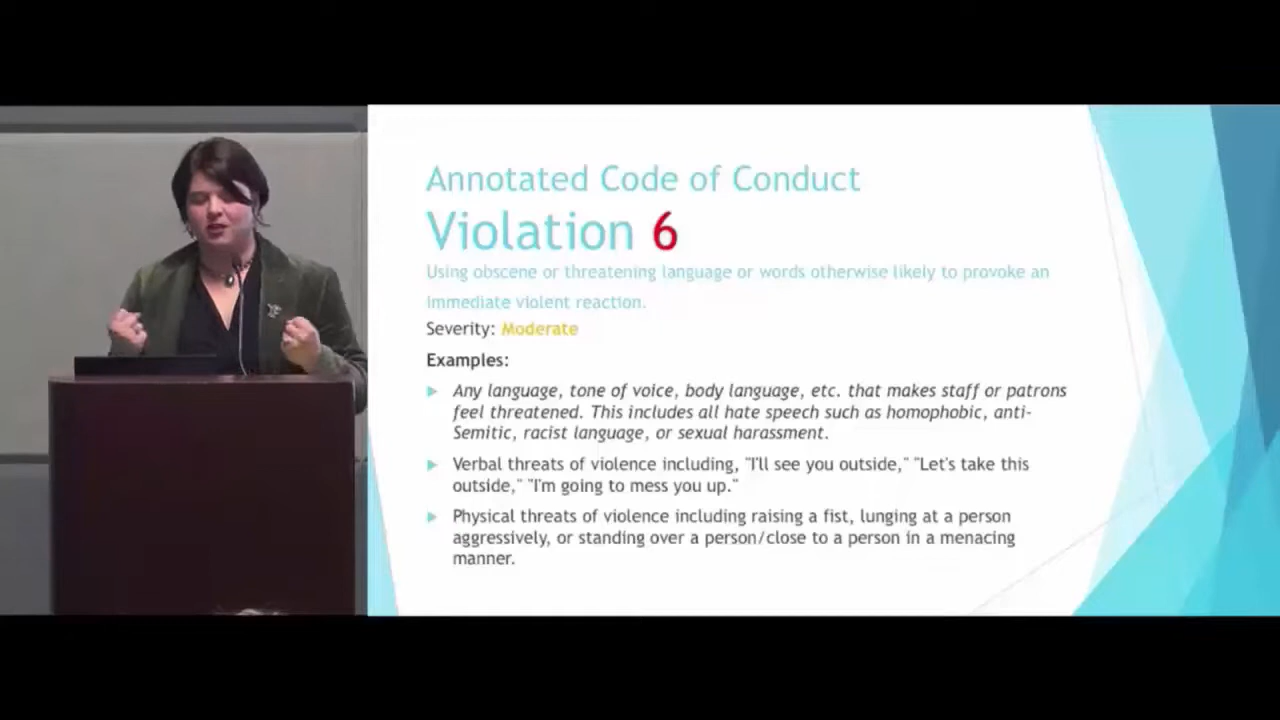 Annotated Code of Conduct
Violation 6
Using obscene or threatening language or words otherwise likely to provoke an
immediate violent reaction.
Severity: Moderate
Examples:
Any language, tone of voice, body language, etc. that makes staff or patrons
feel threatened. This includes all hate speech such as homophobic, anti-
Semitic, racist language, or sexual harassment.
Verbal threats of violence including, "I'll see you outside," "Let's take this
outside," "I'm going to mess you up."
Physical threats of violence including raising a fist, lunging at a person
aggressively, or standing over a person/close to a person in a menacing
manner.